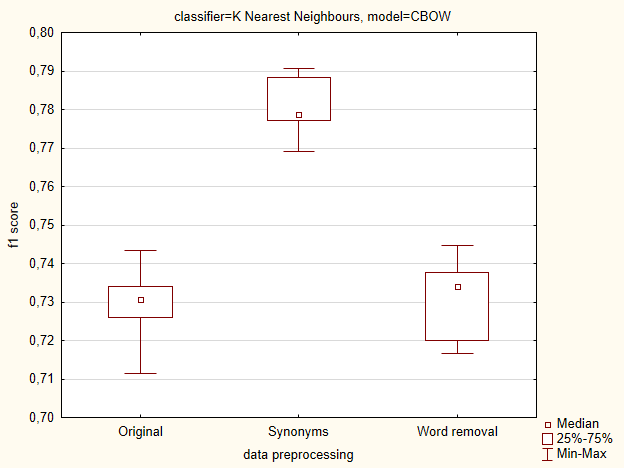 classifier=K Nearest Neighbours, model=CBOW
0,80
0,79
0,78
0,77
0,76
0,75
0,74
0,73
0,72
0,71
0,70
f1 score
Original
Synonyms
Word removal
data preprocessing
Median
25%-75%
Min-Max